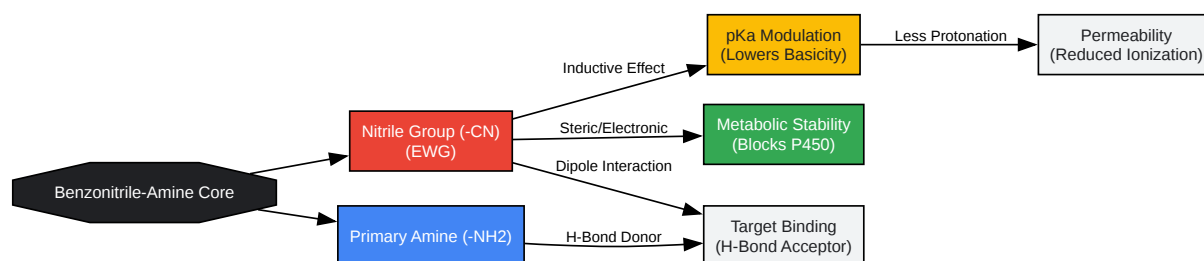 Benzonitrile-Amine Core
Nitrile Group (-CN)
(EWG)
Primary Amine (-NH2)
Inductive Effect
Steric/Electronic
Dipole Interaction
H-Bond Donor
pKa Modulation
(Lowers Basicity)
Metabolic Stability
(Blocks P450)
Target Binding
(H-Bond Acceptor)
Less Protonation
Permeability
(Reduced Ionization)